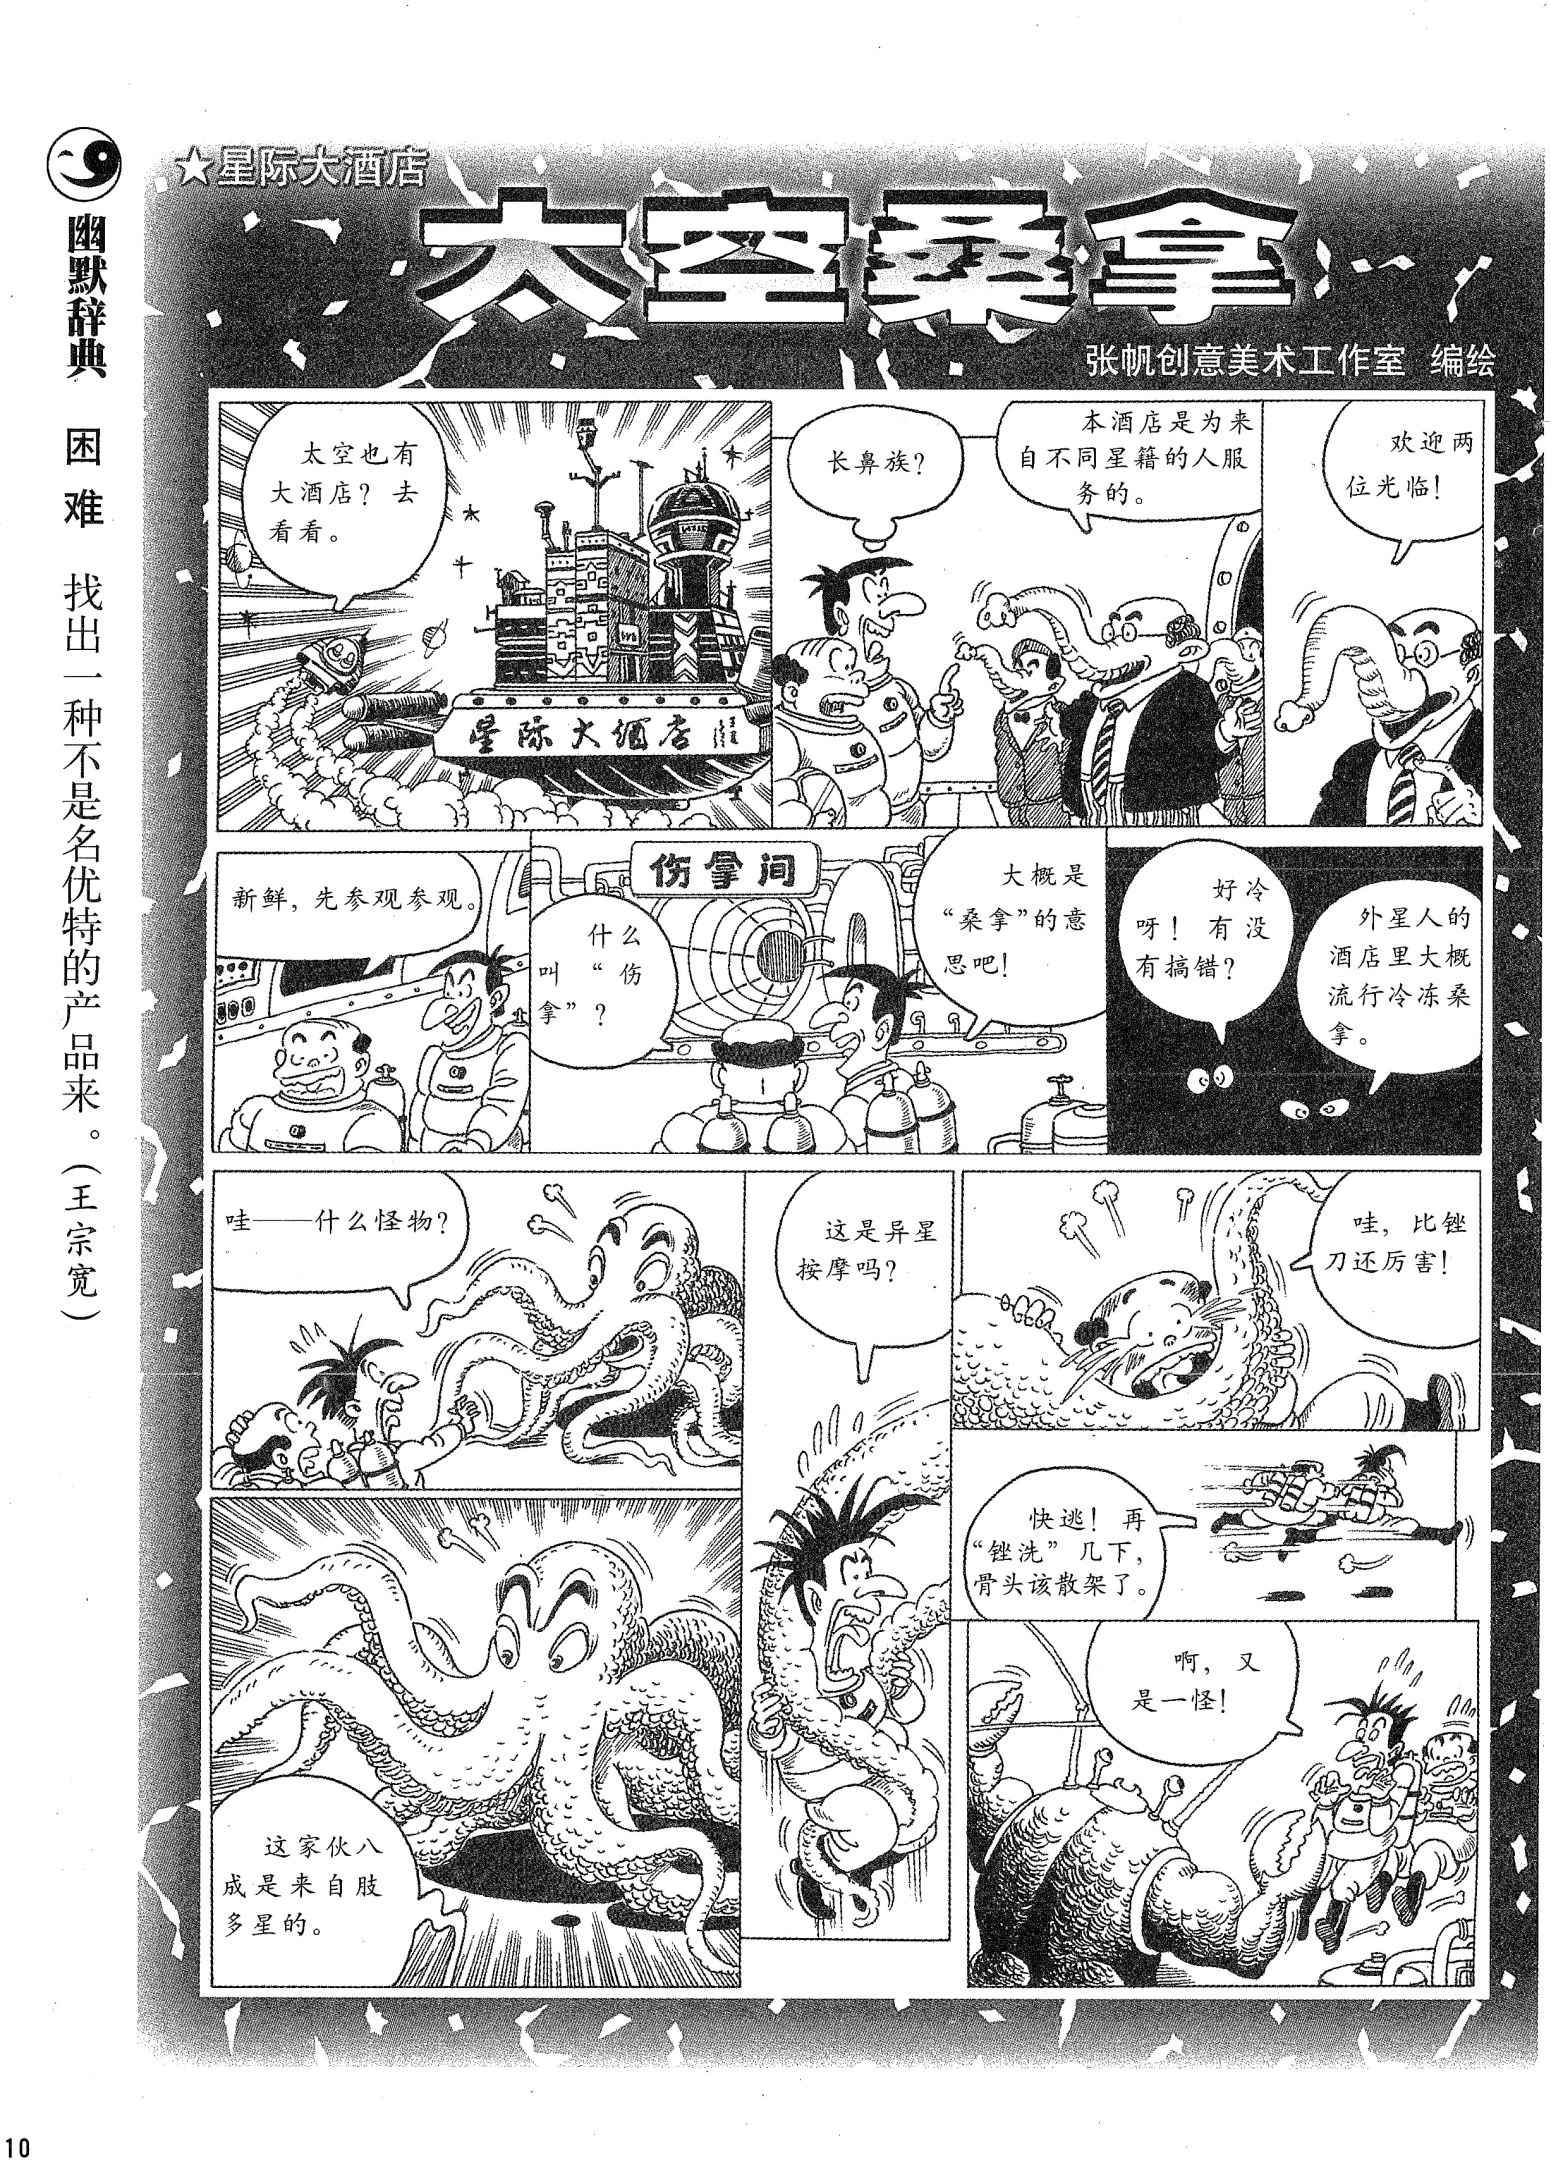 ★星际大酒店
太空桑拿
张帆创意美术工作室 编绘
太空也有
大酒店？去
看看。
星际大酒店
长鼻族？
本酒店是为来
自不同星籍的人服
务的。
欢迎两
位光临！
新鲜，先参观参观。
伤拿间
什么
叫“伤
拿”？
大概是
“桑拿”的意
思吧！
好冷
呀！有没
有搞错？
外星人的
酒店里大概
流行冷冻桑
拿。
哇——什么怪物？
这家伙八
成是来自肢
多星的。
这是异星
按摩吗？
哇，比锉
刀还厉害！
快逃！再
“锉洗”几下，
骨头该散架了。
啊，又
是一怪！
幽默辞典 困难 找出一种不是名优特的产品来。（王宗宽）
10